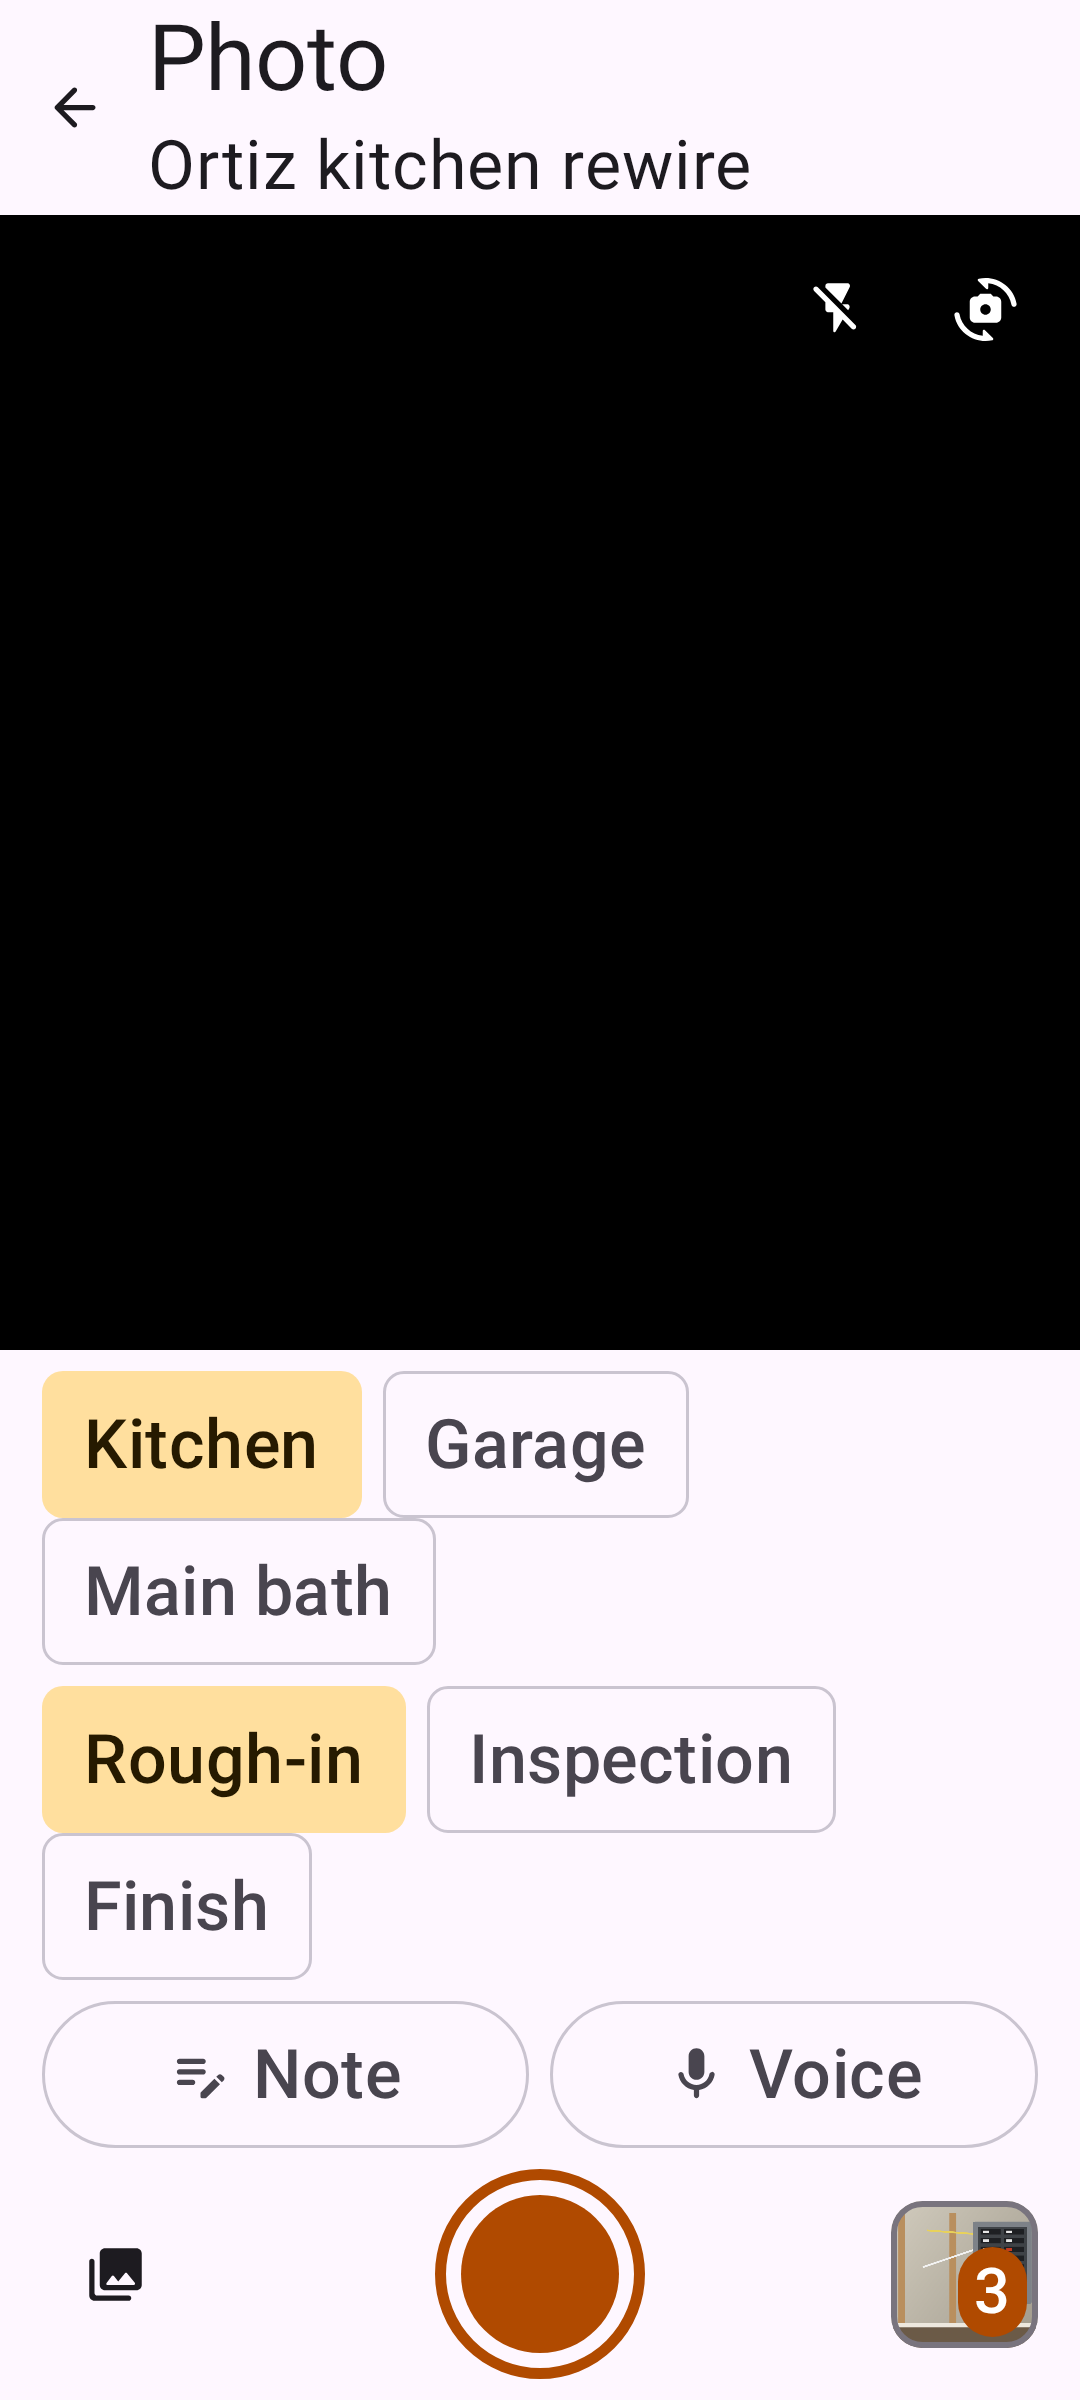 Photo
Ortiz kitchen rewire
Kitchen
Garage
Main bath
Rough-in
Inspection
Finish
Note
Voice
3